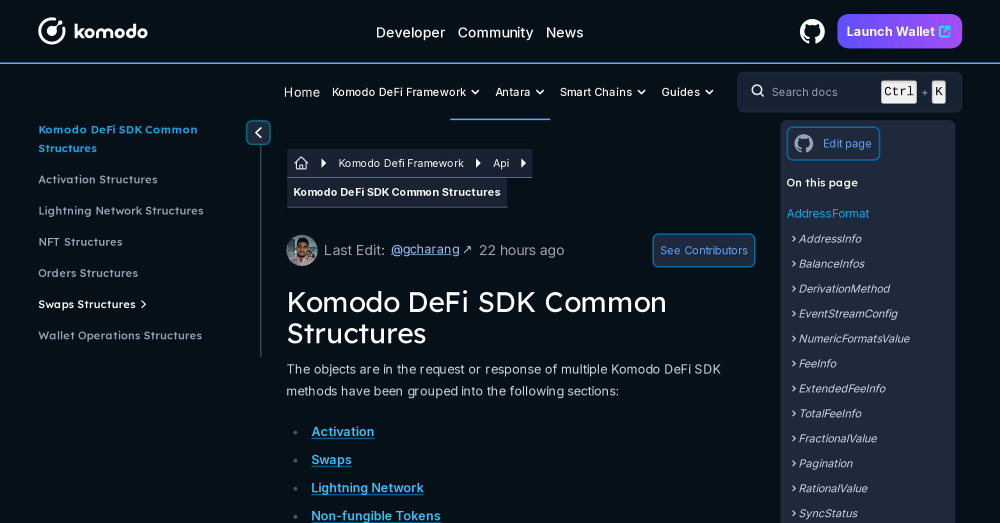 komodo
Developer Community News
Launch Wallet
Home Komodo DeFi Framework Antara Smart Chains Guides
Search docs Ctrl + K
Komodo DeFi SDK Common
Structures
Activation Structures
Lightning Network Structures
NFT Structures
Orders Structures
Swaps Structures
Wallet Operations Structures
Komodo Defi Framework Api
Komodo DeFi SDK Common Structures
Last Edit: @gcharang ↗ 22 hours ago
See Contributors
Komodo DeFi SDK Common
Structures
The objects are in the request or response of multiple Komodo DeFi SDK
methods have been grouped into the following sections:
Activation
Swaps
Lightning Network
Non-fungible Tokens
Edit page
On this page
AddressFormat
AddressInfo
BalanceInfos
DerivationMethod
EventStreamConfig
NumericFormatsValue
FeeInfo
ExtendedFeeInfo
TotalFeeInfo
FractionalValue
Pagination
RationalValue
SyncStatus